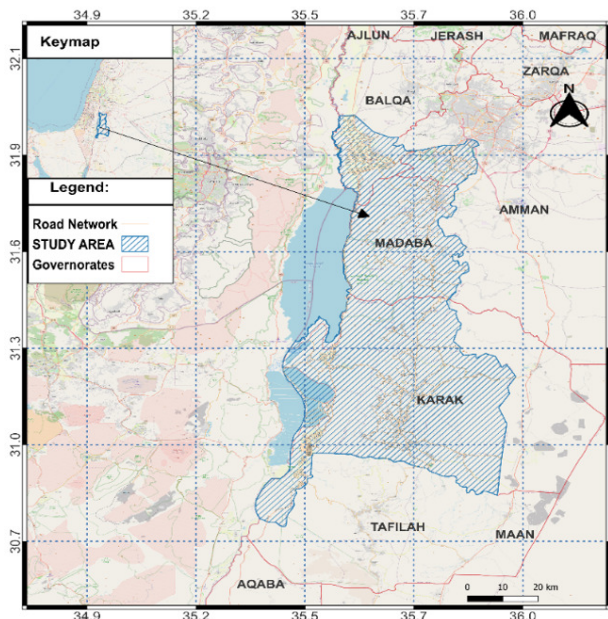 34.9 35.2 35.5 35.7 36.0
Keymap
Legend:
Road Network
STUDY AREA
Governorates
AJLUN JERASH MAFRAQ
ZARQA
BALQA
N
AMMAN
MADABA
KARAK
TAFILAH
MAAN
AQABA
32.1
31.9
31.6
31.3
31.0
30.7
0 10 20 km
34.9 35.2 35.5 35.7 36.0